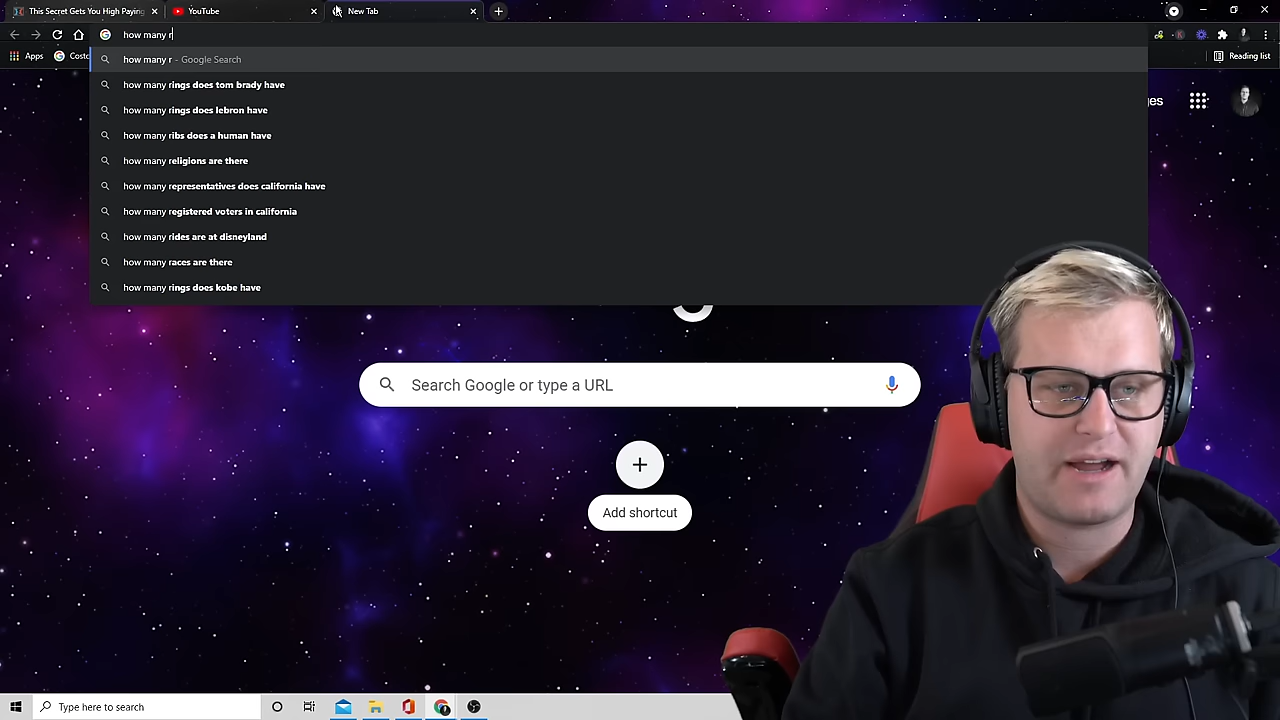 This Secret Gets You High Paying
YouTube
New Tab
how many r
Apps
Costc
Reading list
how many r - Google Search
how many rings does tom brady have
how many rings does lebron have
how many ribs does a human have
how many religions are there
how many representatives does california have
how many registered voters in california
how many rides are at disneyland
how many races are there
how many rings does kobe have
ges
Search Google or type a URL
Add shortcut
Type here to search